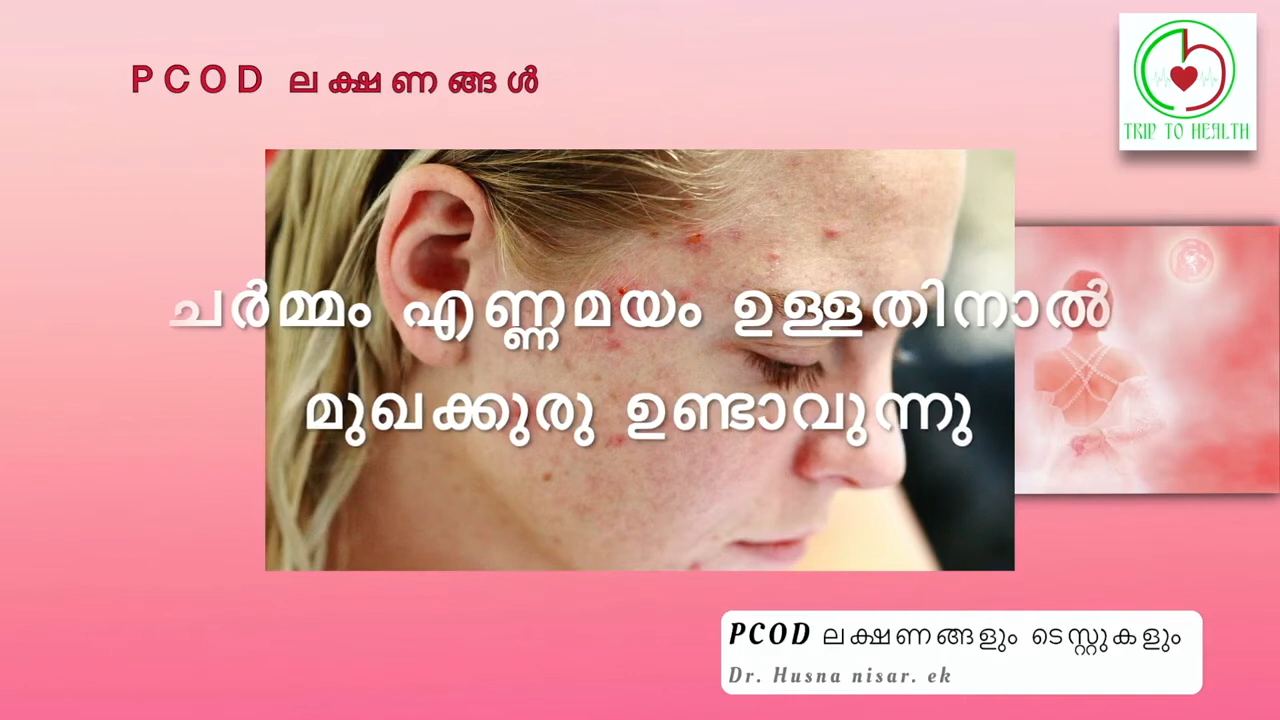 PCOD ലക്ഷണങ്ങൾ
TRIP TO HEALTH
ചർമ്മം എണ്ണമയം ഉള്ളതിനാൽ
മുഖക്കുരു ഉണ്ടാവുന്നു
PCOD ലക്ഷണങ്ങളും ടെസ്റ്റുകളും
Dr. Husna nisar. ek